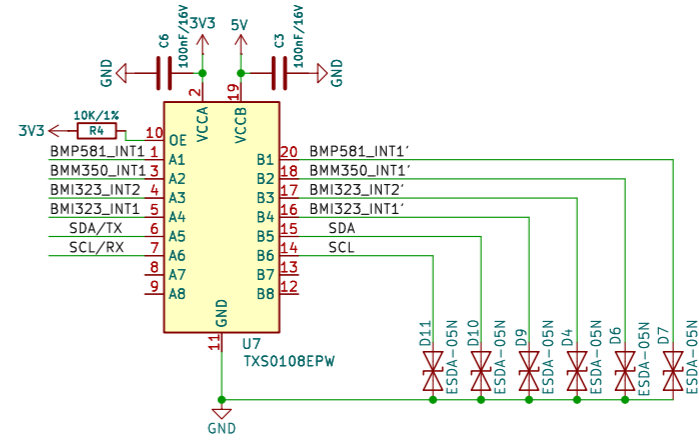 3V3
5V
C6
100nF/16V
C3
100nF/16V
GND
GND
2
19
VCCA
VCCB
10K/1%
3V3
R4
10
OE
BMP581_INT1
1
A1
B1
20
BMP581_INT1'
BMM350_INT1
3
A2
B2
18
BMM350_INT1'
BMI323_INT2
4
A3
B3
17
BMI323_INT2'
BMI323_INT1
5
A4
B4
16
BMI323_INT1'
SDA/TX
6
A5
B5
15
SDA
SCL/RX
7
A6
B6
14
SCL
8
A7
B7
13
9
A8
B8
12
GND
11
U7
TXS0108EPW
D11
ESDA-05N
D10
ESDA-05N
D9
ESDA-05N
D4
ESDA-05N
D6
ESDA-05N
D7
ESDA-05N
GND